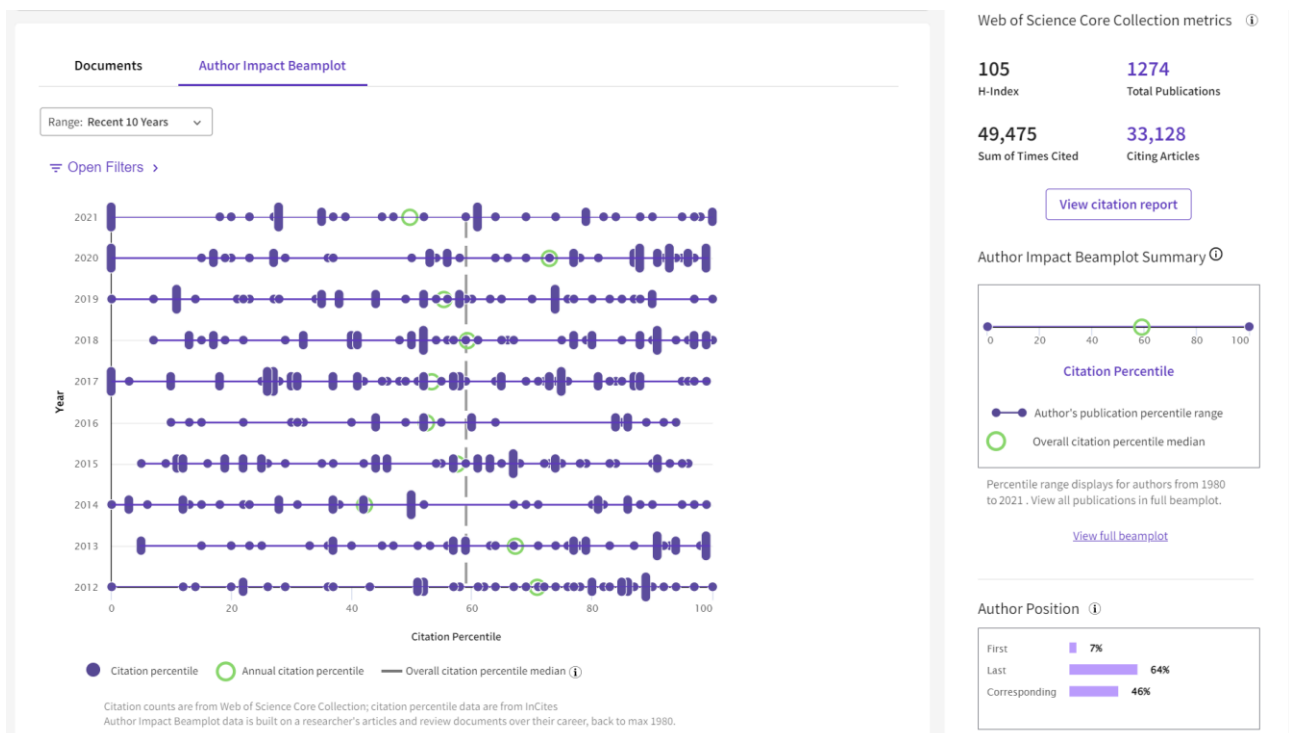 Documents
Author Impact Beamplot
Range: Recent 10 Years
Open Filters
2021
2020
2019
2018
2017
2016
2015
2014
2013
2012
Year
0 20 40 60 80 100
Citation Percentile
Citation percentile
Annual citation percentile
Overall citation percentile median
Citation counts are from Web of Science Core Collection; citation percentile data are from InCites
Author Impact Beamplot data is built on a researcher's articles and review documents over their career, back to max 1980.
Web of Science Core Collection metrics
105 1274
H-Index Total Publications
49,475 33,128
Sum of Times Cited Citing Articles
View citation report
Author Impact Beamplot Summary
0 20 40 60 80 100
Citation Percentile
Author's publication percentile range
Overall citation percentile median
Percentile range displays for authors from 1980
to 2021 . View all publications in full beamplot.
View full beamplot
Author Position
First 7%
Last 64%
Corresponding 46%